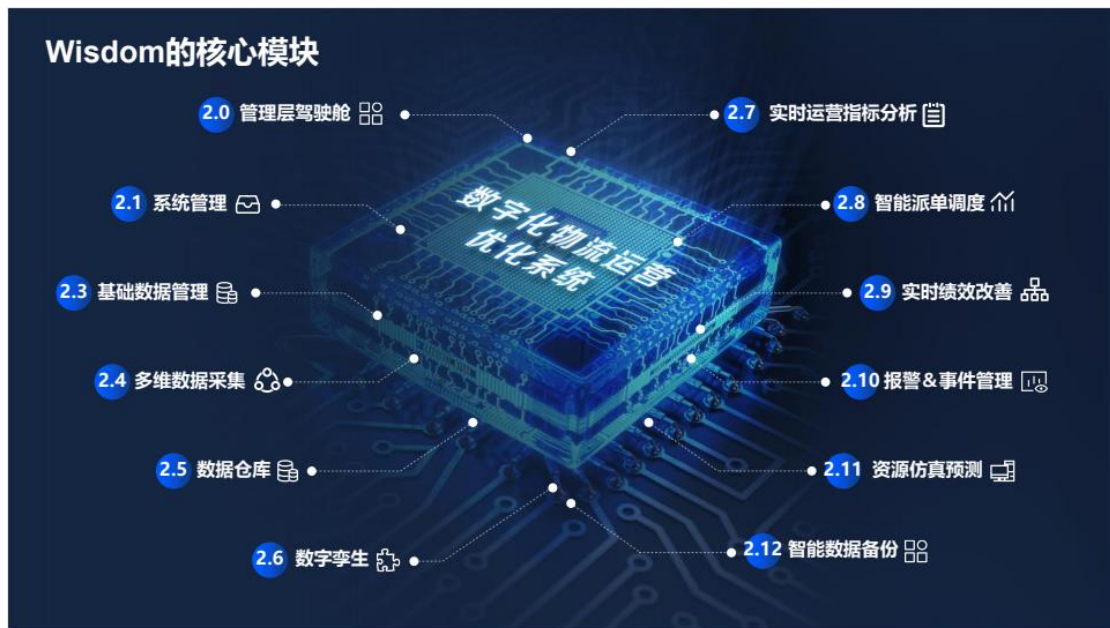 Wisdom的核心模块
2.0 管理层驾驶舱
2.1 系统管理
2.3 基础数据管理
2.4 多维数据采集
2.5 数据仓库
2.6 数字孪生
数字化物流运营
优化系统
2.7 实时运营指标分析
2.8 智能派单调度
2.9 实时绩效改善
2.10 报警&事件管理
2.11 资源仿真预测
2.12 智能数据备份